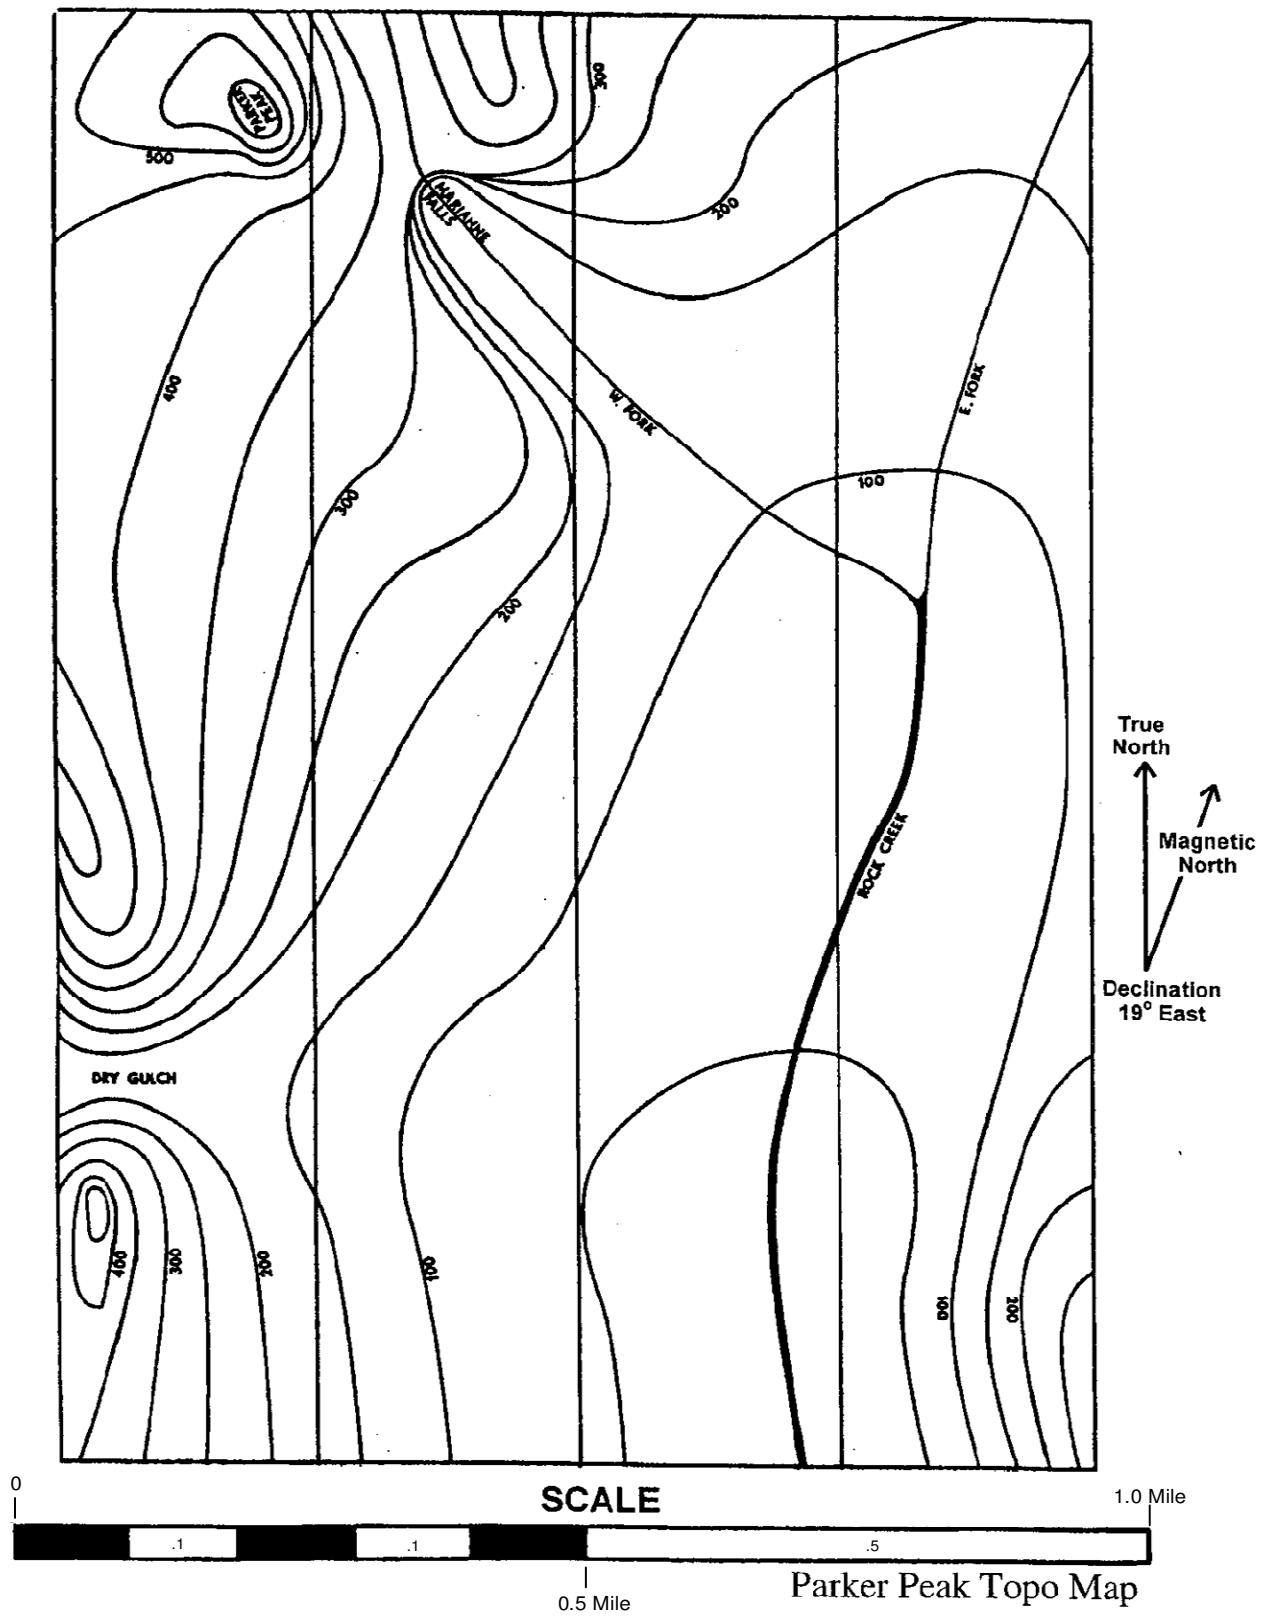 PARKER
PEAK
300
500
MARIANNE
FALLS
200
400
E. FORK
W. FORK
100
300
200
True
North
Magnetic
North
ROCK CREEK
Declination
19° East
DRY GULCH
400
300
200
100
100
200
0
SCALE
1.0 Mile
.1
.1
.5
0.5 Mile
Parker Peak Topo Map